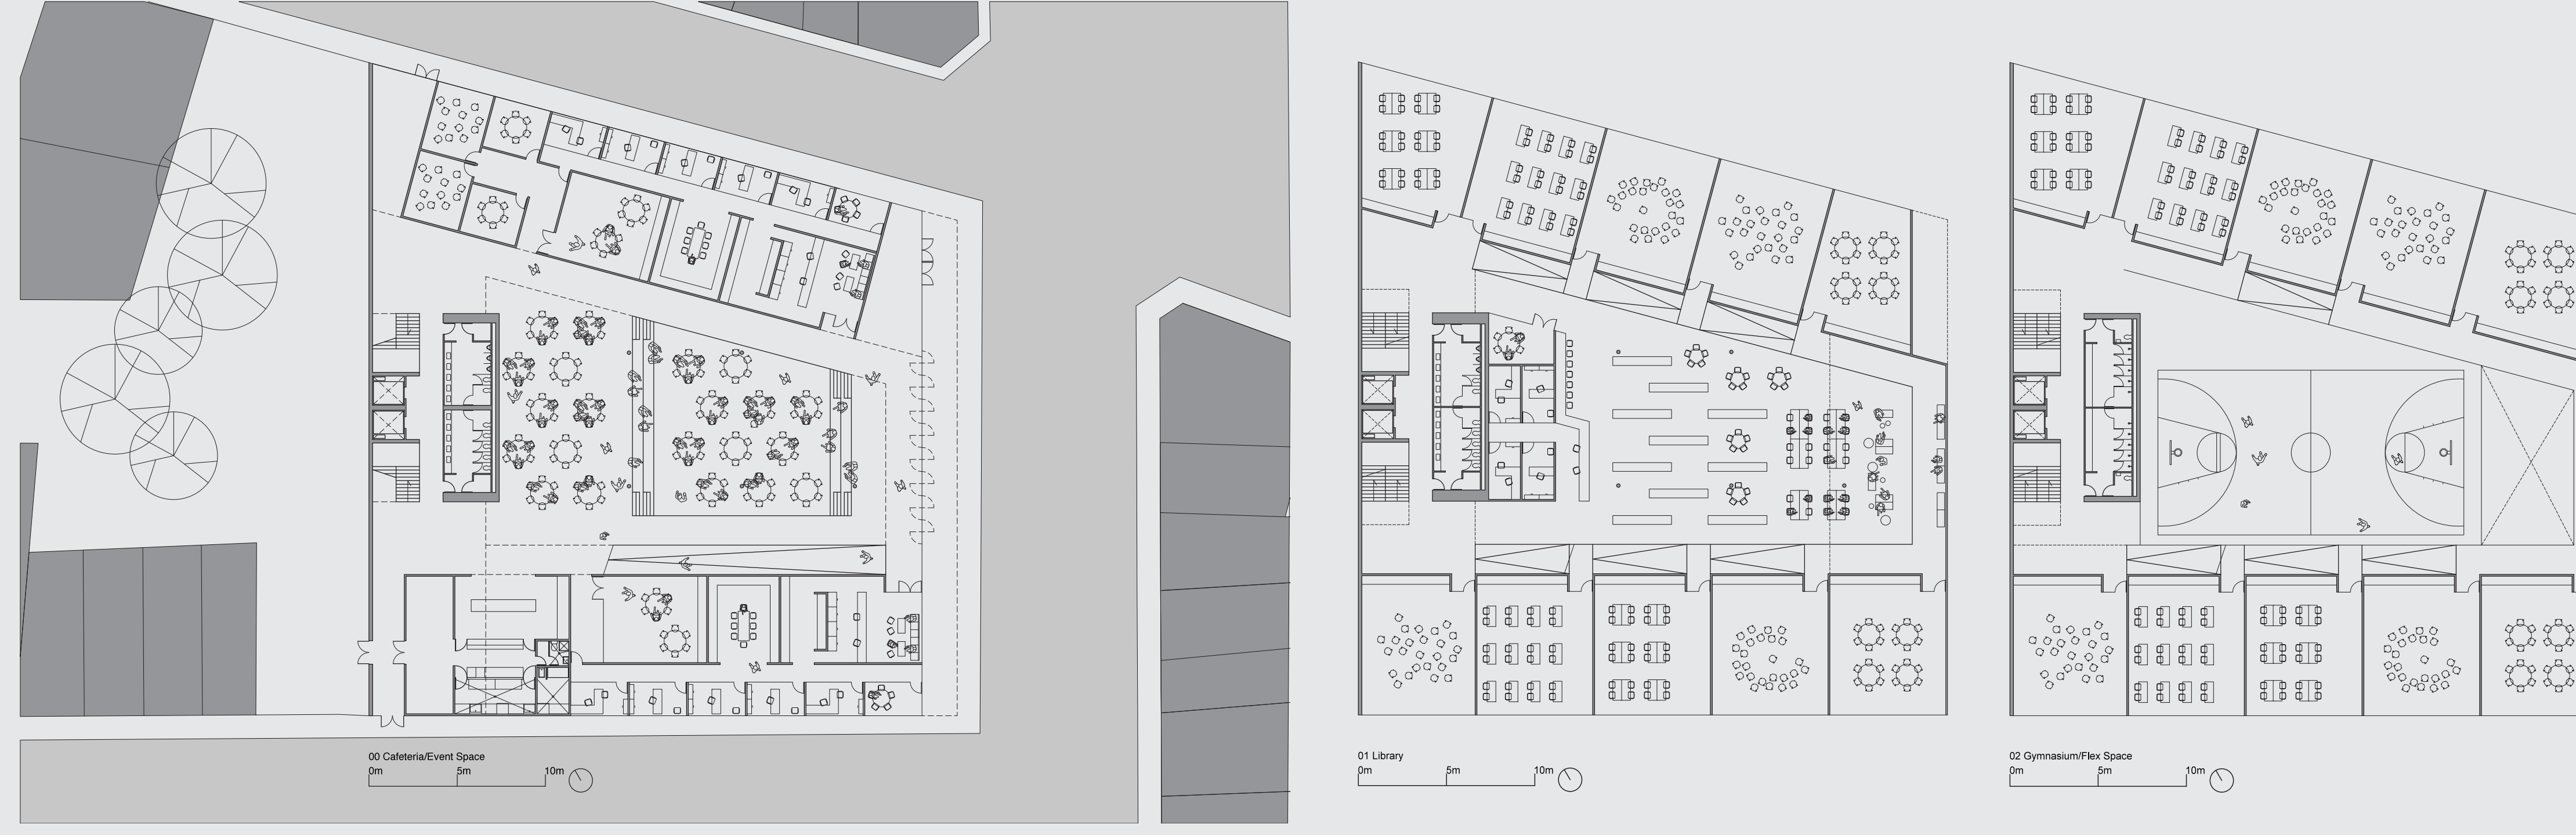 00 Cafeteria/Event Space
0m 5m 10m
01 Library
0m 5m 10m
02 Gymnasium/Flex Space
0m 5m 10m